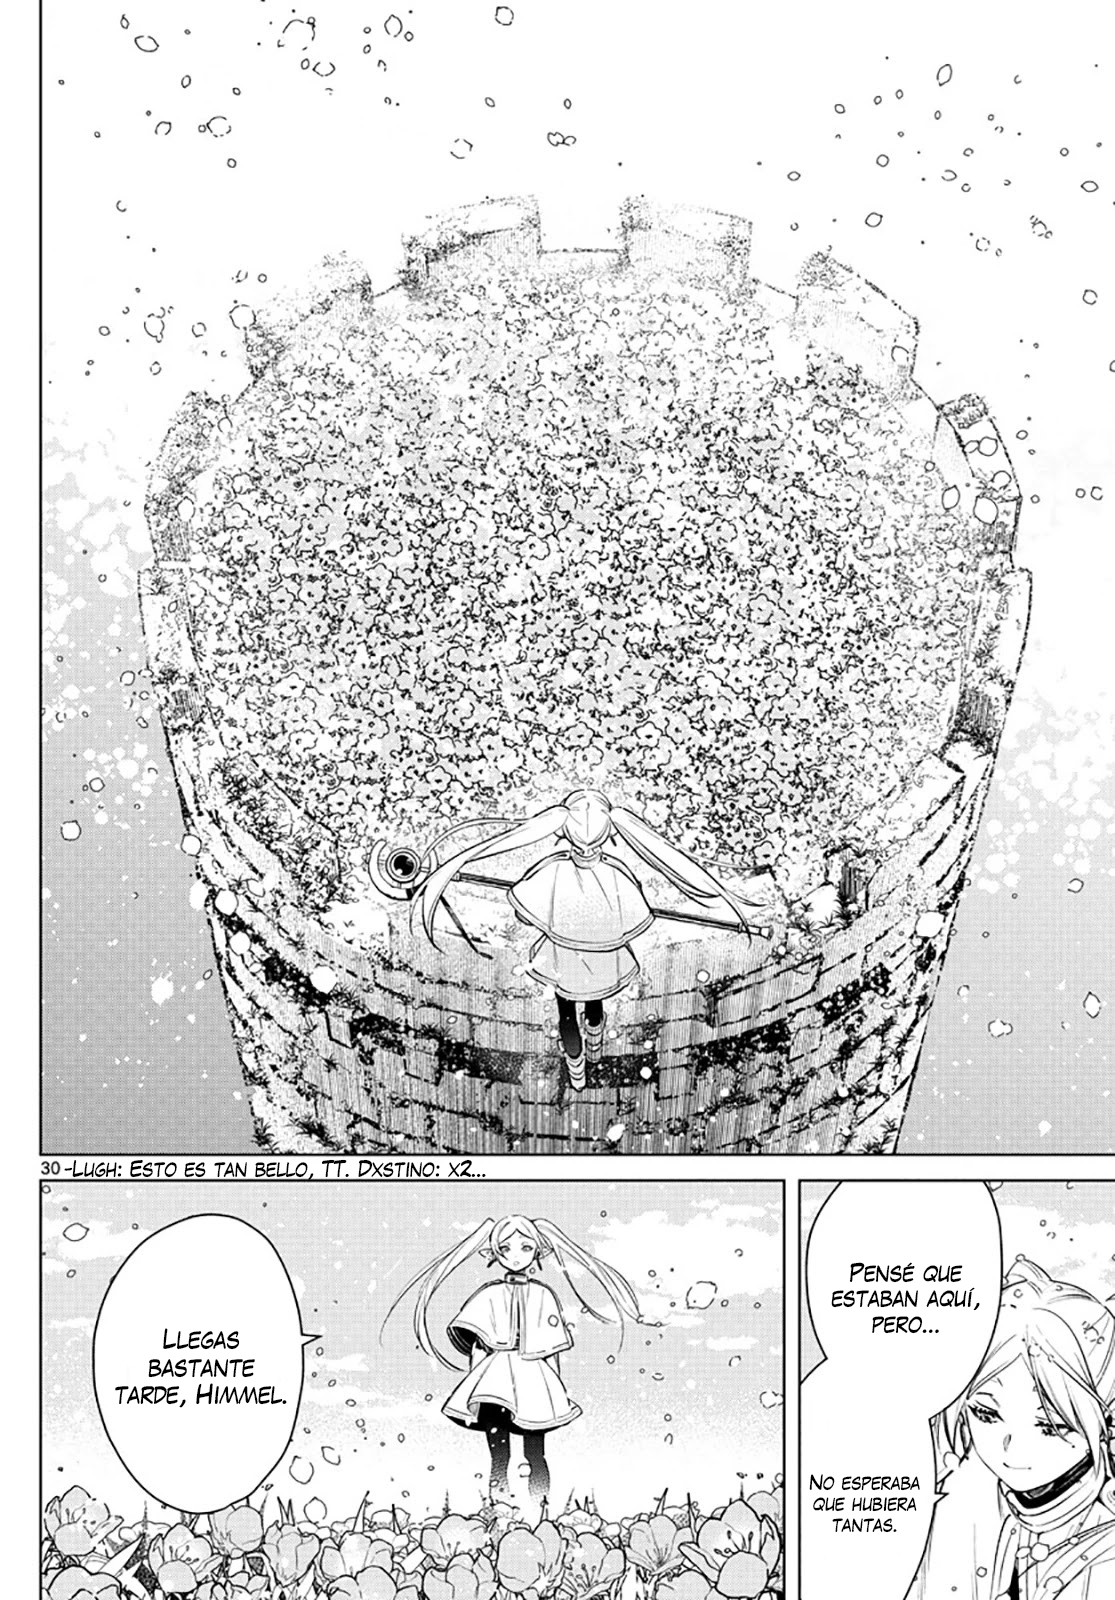 30 -Lugh: Esto es tan bello, TT. Dxstino: x2...
Llegas
bastante
tarde, Himmel.
Pensé que
estaban aquí,
pero...
No esperaba
que hubiera
tantas.